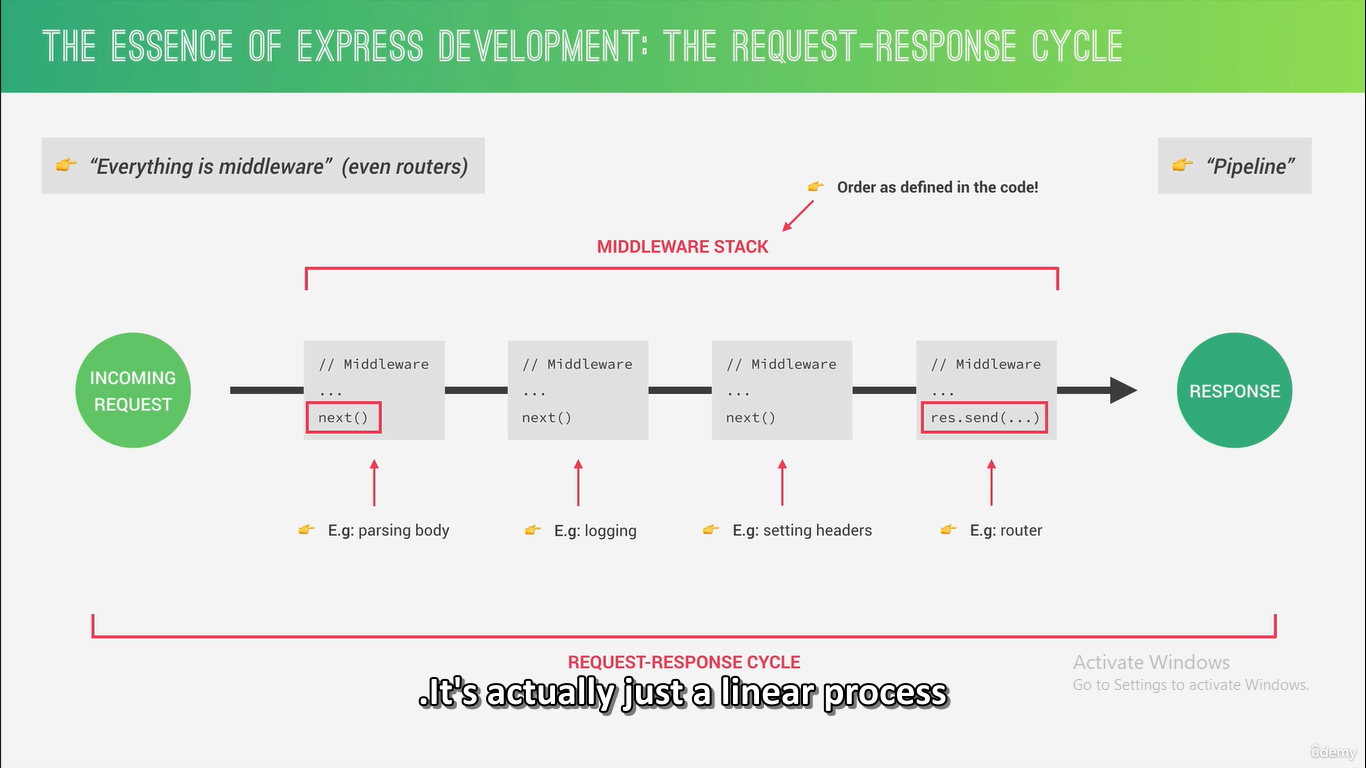 THE ESSENCE OF EXPRESS DEVELOPMENT: THE REQUEST-RESPONSE CYCLE
👉 “Everything is middleware” (even routers)
👉 “Pipeline”
👉 Order as defined in the code!
MIDDLEWARE STACK
INCOMING
REQUEST
// Middleware
...
next()
// Middleware
...
next()
// Middleware
...
next()
// Middleware
...
res.send(...)
RESPONSE
👉 E.g: parsing body
👉 E.g: logging
👉 E.g: setting headers
👉 E.g: router
REQUEST-RESPONSE CYCLE
.It's actually just a linear process
Activate Windows
Go to Settings to activate Windows.
ûdemy